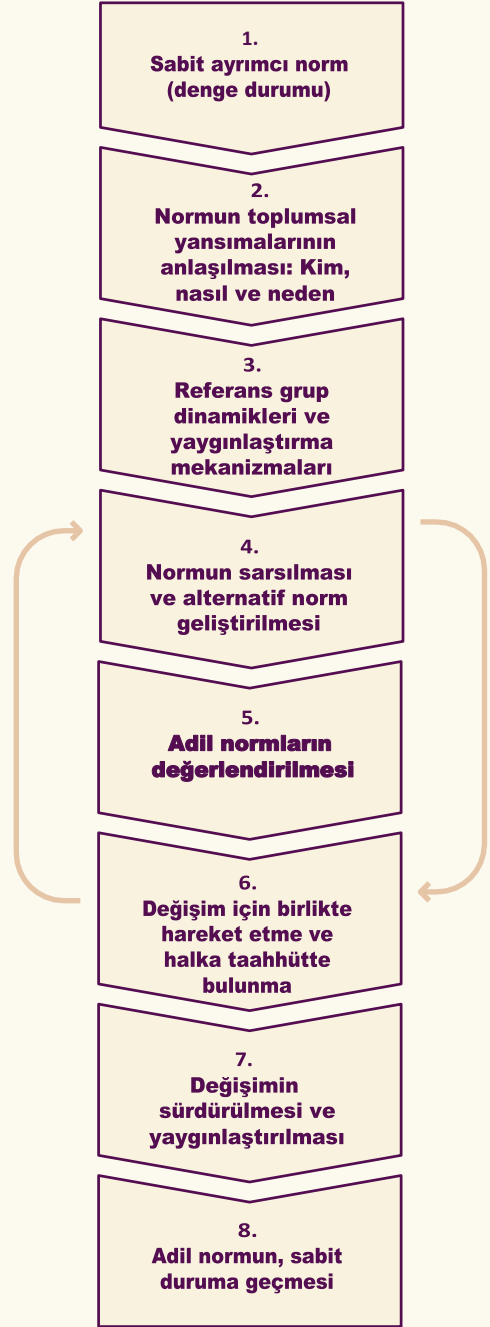 1.
Sabit ayrımcı norm
(denge durumu)
2.
Normun toplumsal
yansımalarının
anlaşılması: Kim,
nasıl ve neden
3.
Referans grup
dinamikleri ve
yaygınlaştırma
mekanizmaları
4.
Normun sarsılması
ve alternatif norm
geliştirilmesi
5.
Adil normların
değerlendirilmesi
6.
Değişim için birlikte
hareket etme ve
halka taahhütte
bulunma
7.
Değişimin
sürdürülmesi ve
yaygınlaştırılması
8.
Adil normun, sabit
duruma geçmesi